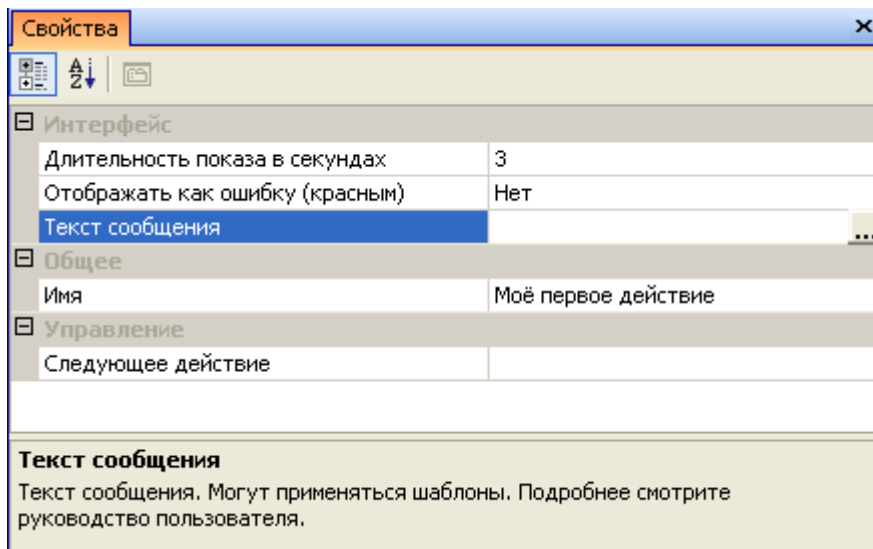 Свойства
Интерфейс
Длительность показа в секундах 3
Отображать как ошибку (красным) Нет
Текст сообщения ...
Общее
Имя Моё первое действие
Управление
Следующее действие
Текст сообщения
Текст сообщения. Могут применяться шаблоны. Подробнее смотрите
руководство пользователя.